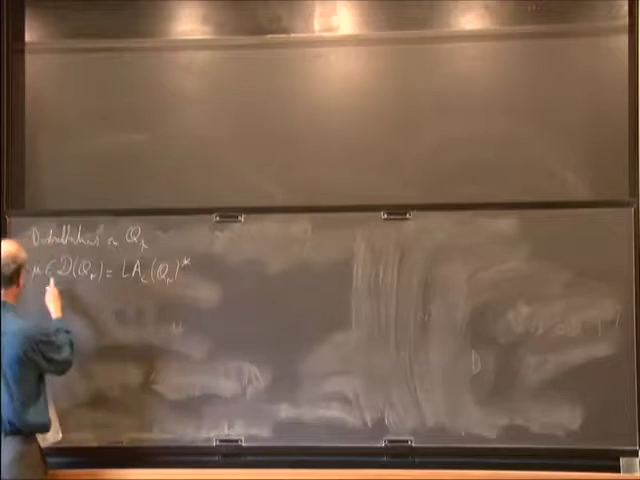 Distributions on Q_p
μ ∈ D(Q_p) = LA_c(Q_p)*